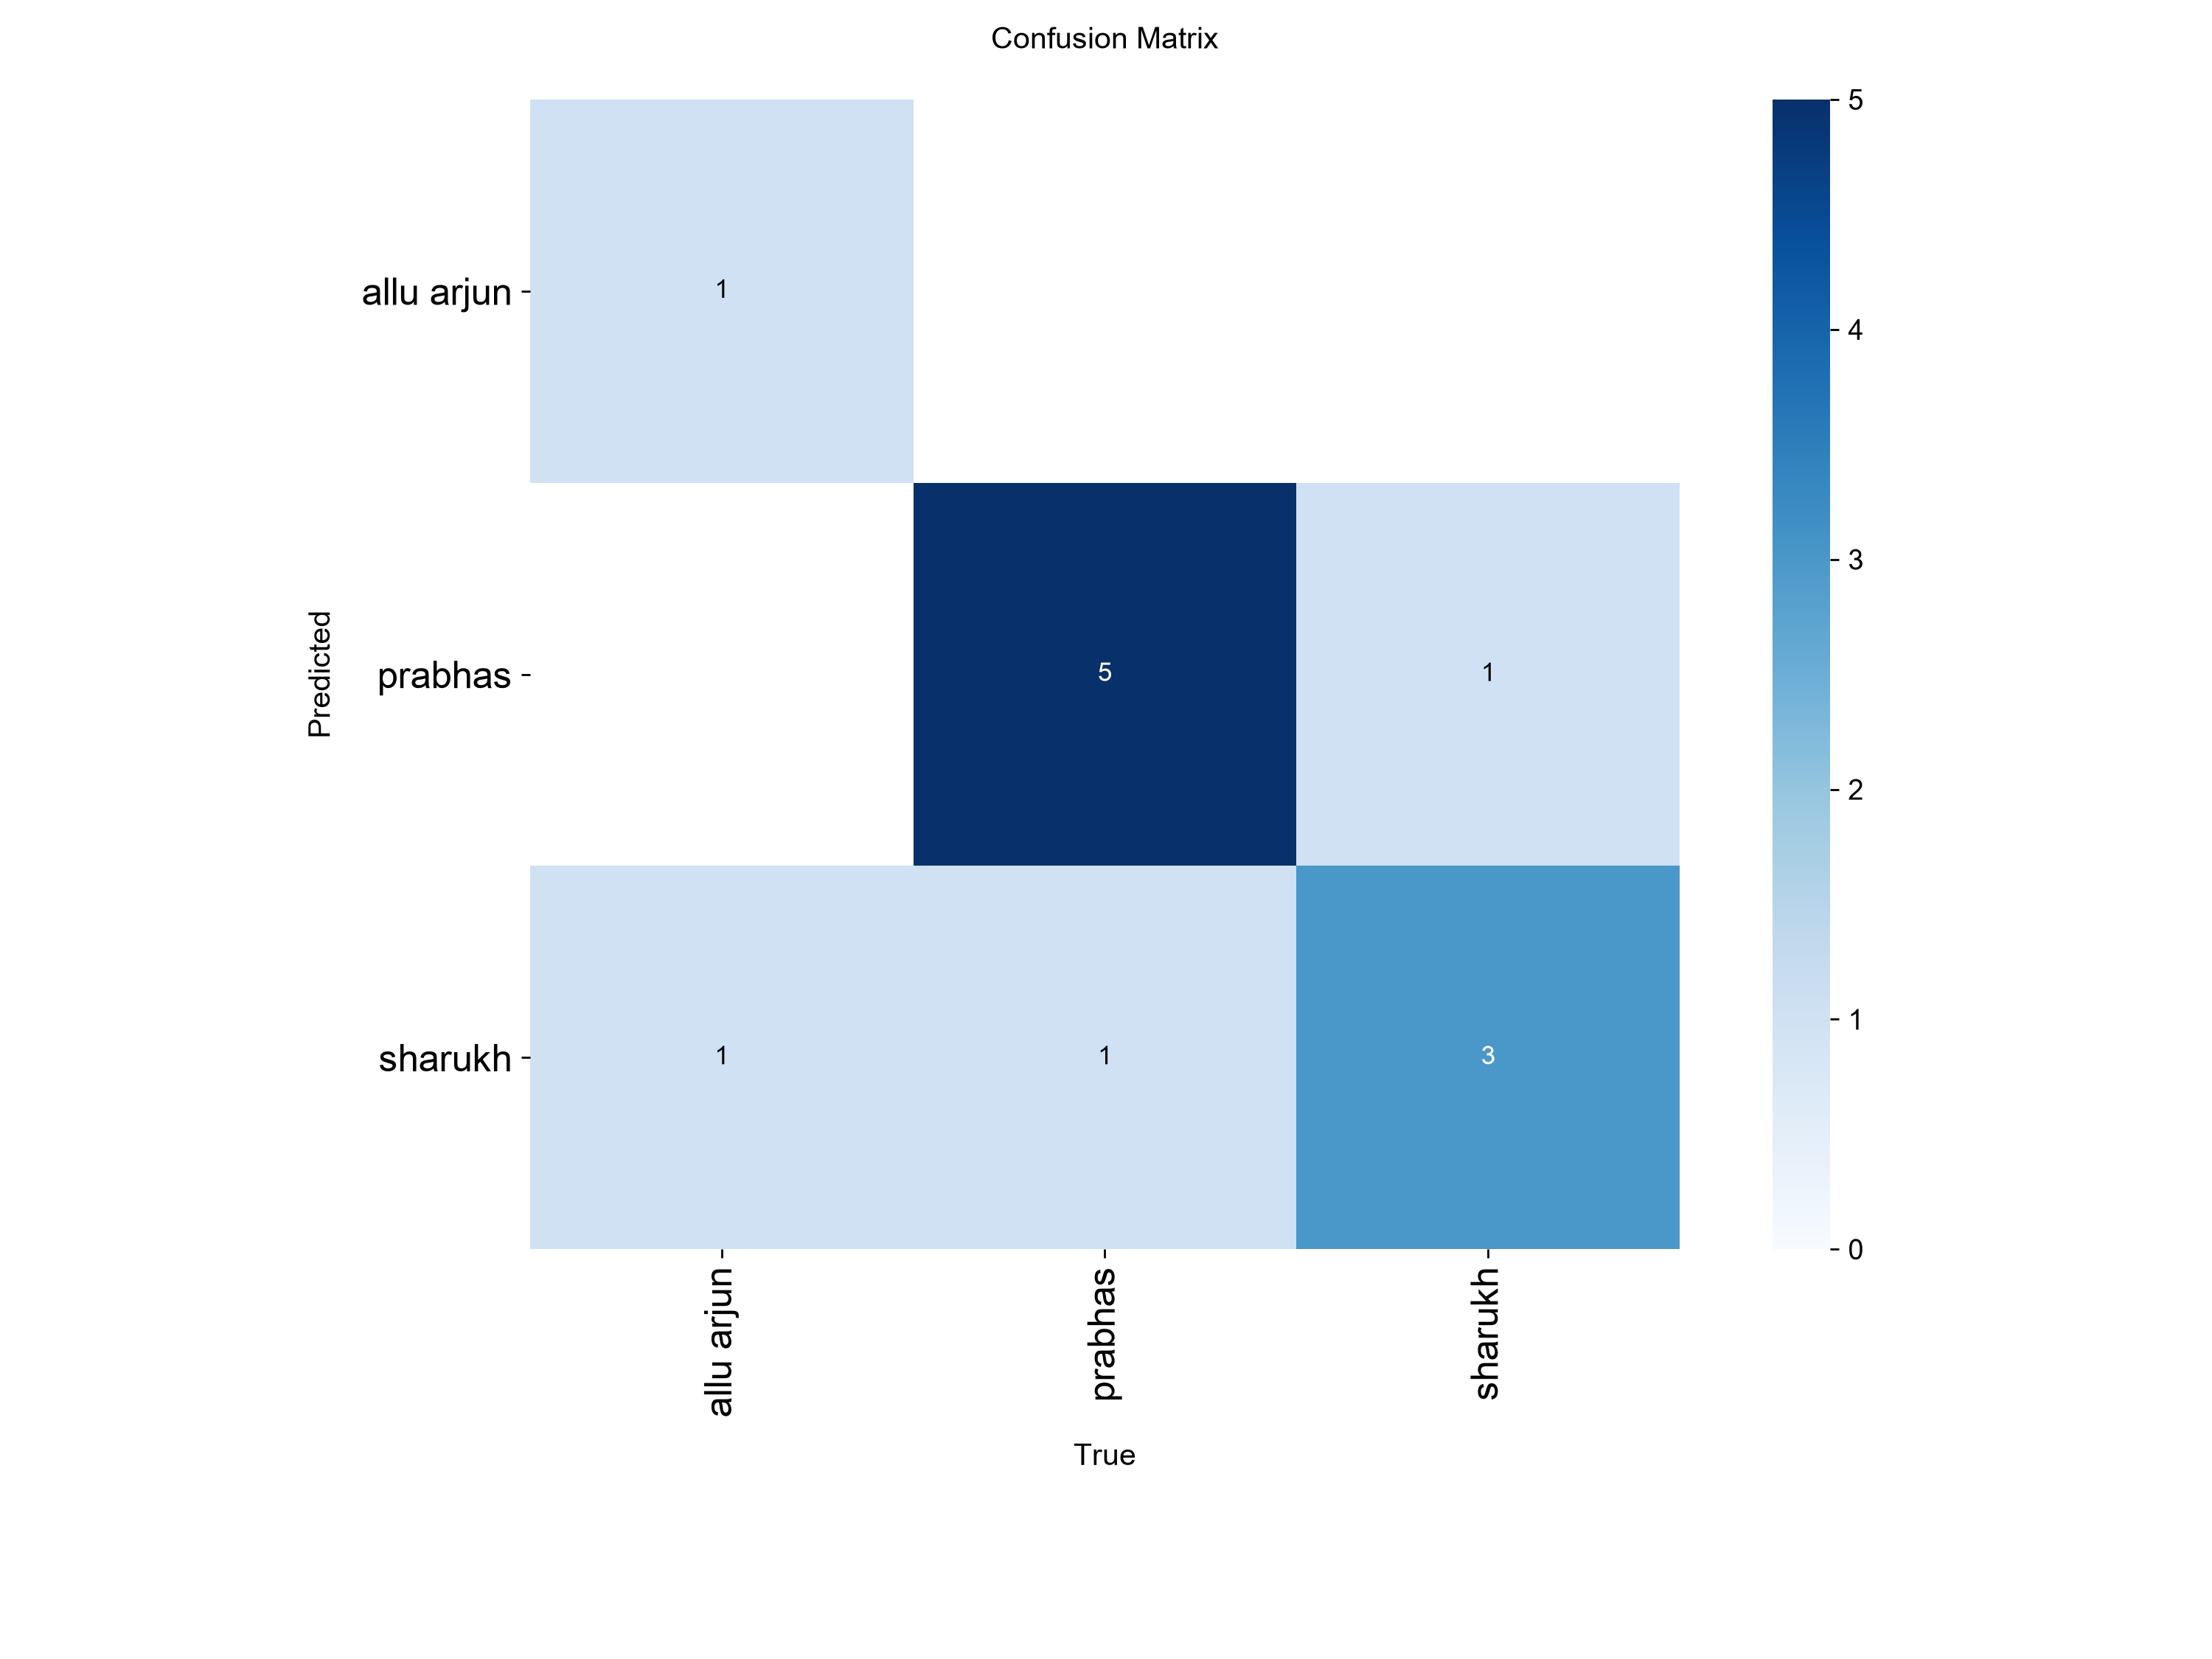 Confusion Matrix
5
allu arjun
1
4
3
Predicted
prabhas
5
1
2
1
sharukh
1
1
3
0
allu arjun
prabhas
sharukh
True